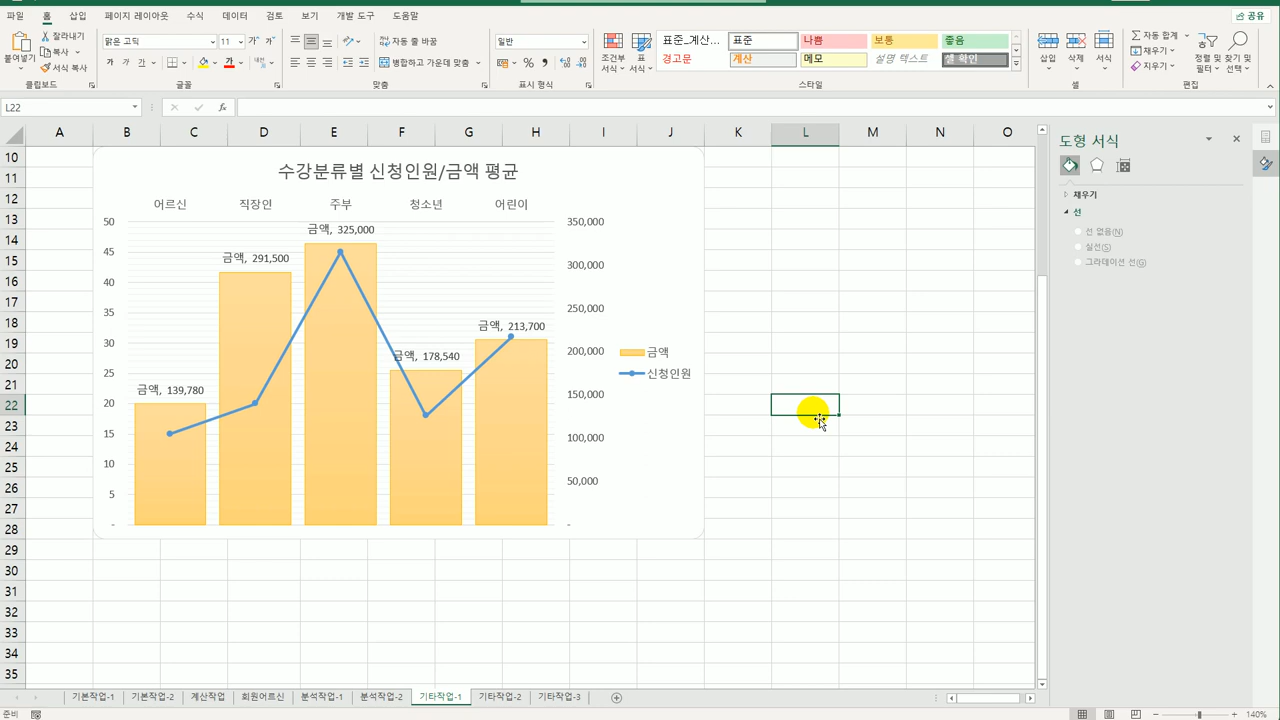 파일 홈 삽입 페이지 레이아웃 수식 데이터 검토 보기 개발 도구 도움말 공유
붙여넣기 잘라내기 복사 서식 복사 클립보드
맑은 고딕 11 가 가 가 가 가 가 글꼴
자동 줄 바꿈 병합하고 가운데 맞춤 맞춤
일반 % 표시 형식
조건부 서식 표 서식 표준_계산... 표준 나쁨 보통 좋음
경고문 계산 메모 설명 텍스트 셀 확인 스타일
삽입 삭제 서식 셀
자동 합계 채우기 지우기 정렬 및 필터 찾기 및 선택 편집
L22 fx
A B C D E F G H I J K L M N O
10
11
12
13
14
15
16
17
18
19
20
21
22
23
24
25
26
27
28
29
30
31
32
33
34
35
수강분류별 신청인원/금액 평균
어르신 직장인 주부 청소년 어린이
50
45
40
35
30
25
20
15
10
5
-
금액, 139,780
금액, 291,500
금액, 325,000
금액, 178,540
금액, 213,700
350,000
300,000
250,000
200,000
150,000
100,000
50,000
-
금액
신청인원
도형 서식
채우기
선
선 없음(N)
실선(S)
그라데이션 선(G)
기본작업-1 기본작업-2 계산작업 회원어르신 분석작업-1 분석작업-2 기타작업-1 기타작업-2 기타작업-3
준비 140%